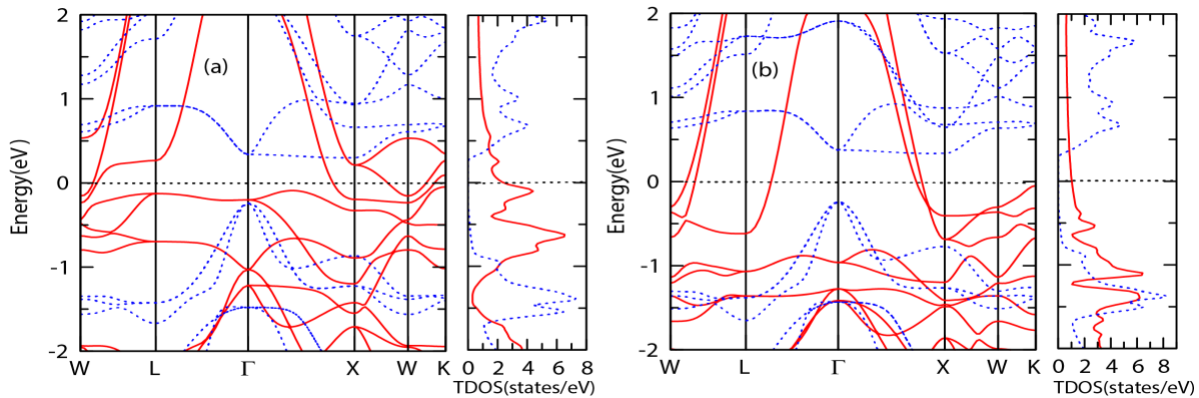 2
1
0
-1
-2
Energy(eV)
(a)
W L Γ X W K
0 2 4 6 8
TDOS(states/eV)
2
1
0
-1
-2
Energy(eV)
(b)
W L Γ X W K
0 2 4 6 8
TDOS(states/eV)